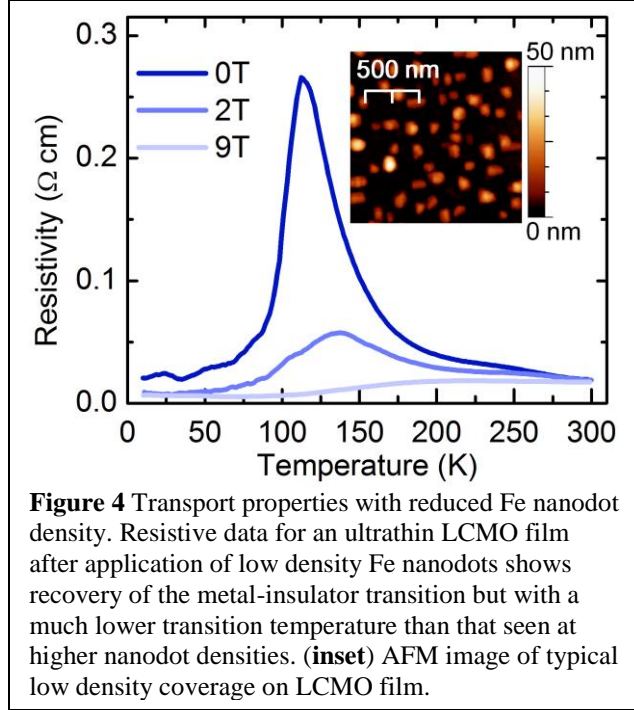 0.3
0.2
0.1
0.0
Resistivity (Ω cm)
0T
2T
9T
500 nm
50 nm
0 nm
0 50 100 150 200 250 300
Temperature (K)
Figure 4 Transport properties with reduced Fe nanodot
density. Resistive data for an ultrathin LCMO film
after application of low density Fe nanodots shows
recovery of the metal-insulator transition but with a
much lower transition temperature than that seen at
higher nanodot densities. (inset) AFM image of typical
low density coverage on LCMO film.